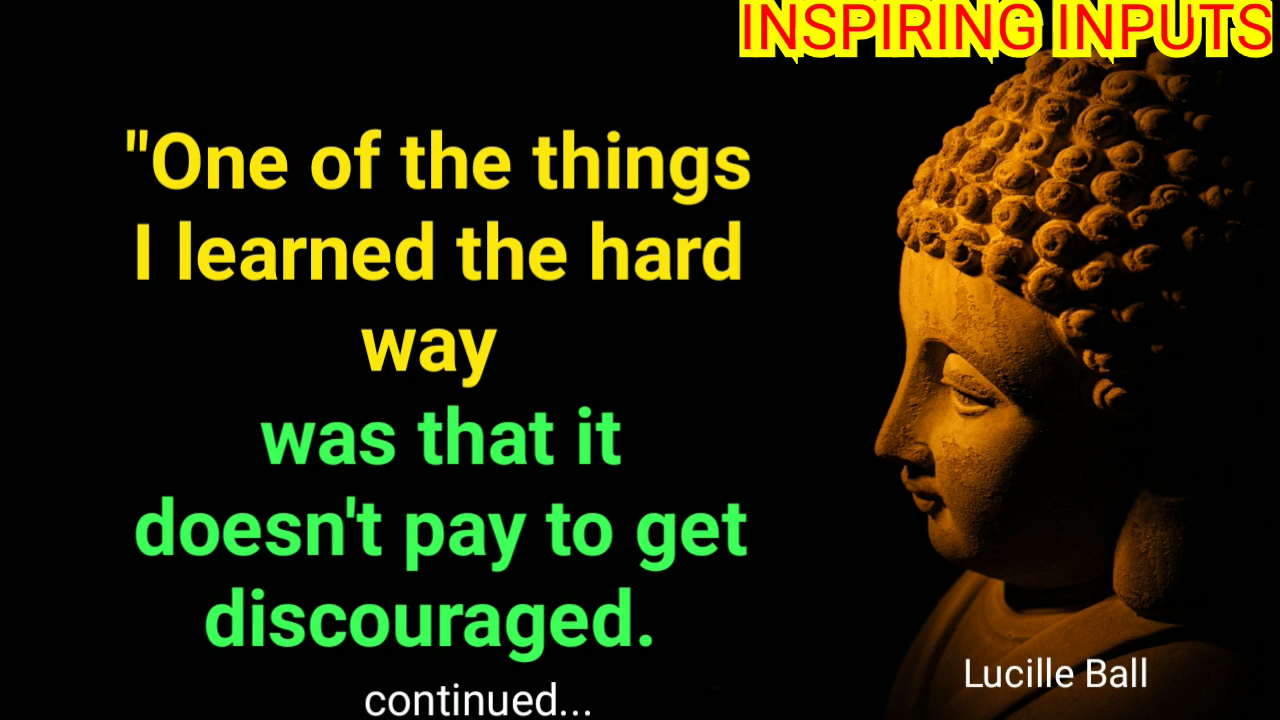 INSPIRING INPUTS
"One of the things
I learned the hard
way
was that it
doesn't pay to get
discouraged.
continued...
Lucille Ball